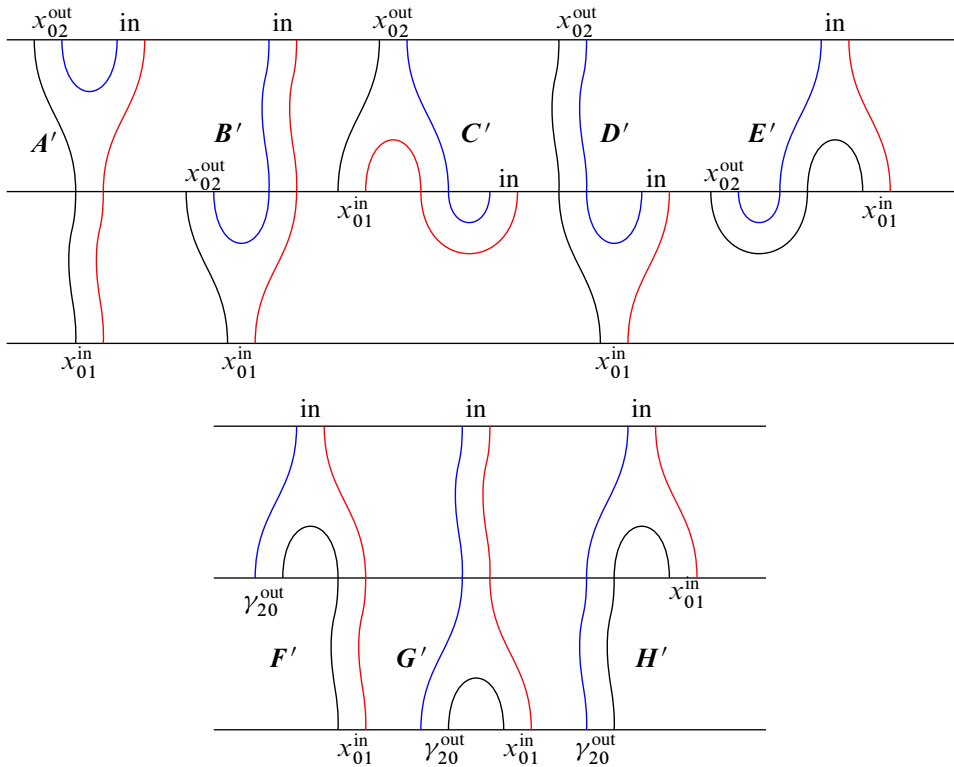 x_{02}^{out} in in x_{02}^{out} x_{02}^{out} in
A′ B′ C′ D′ E′
x_{02}^{out} x_{01}^{in} in in x_{02}^{out} x_{01}^{in}
x_{01}^{in} x_{01}^{in} x_{01}^{in}
in in in
γ_{20}^{out} x_{01}^{in}
F′ G′ H′
x_{01}^{in} γ_{20}^{out} x_{01}^{in} γ_{20}^{out}